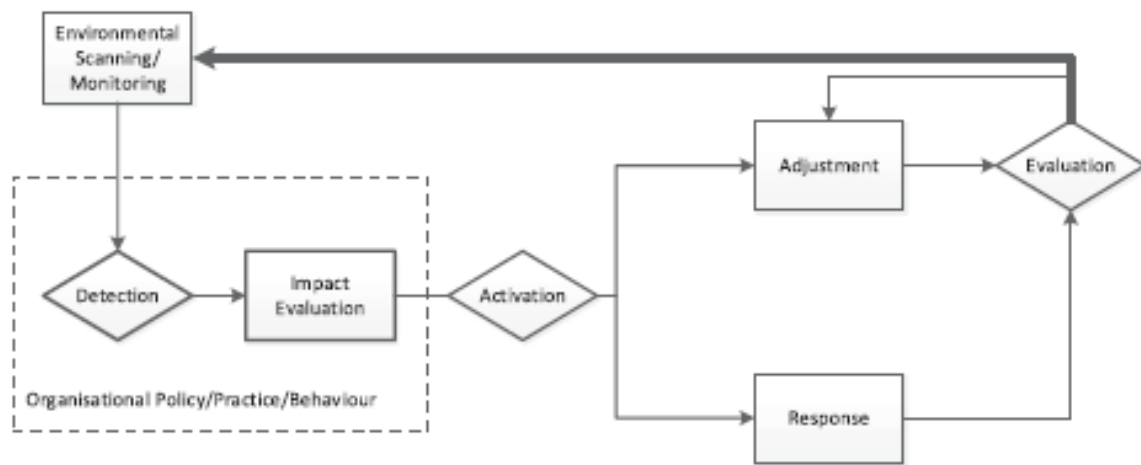 Environmental
Scanning/
Monitoring
Adjustment
Evaluation
Detection
Impact
Evaluation
Activation
Organisational Policy/Practice/Behaviour
Response